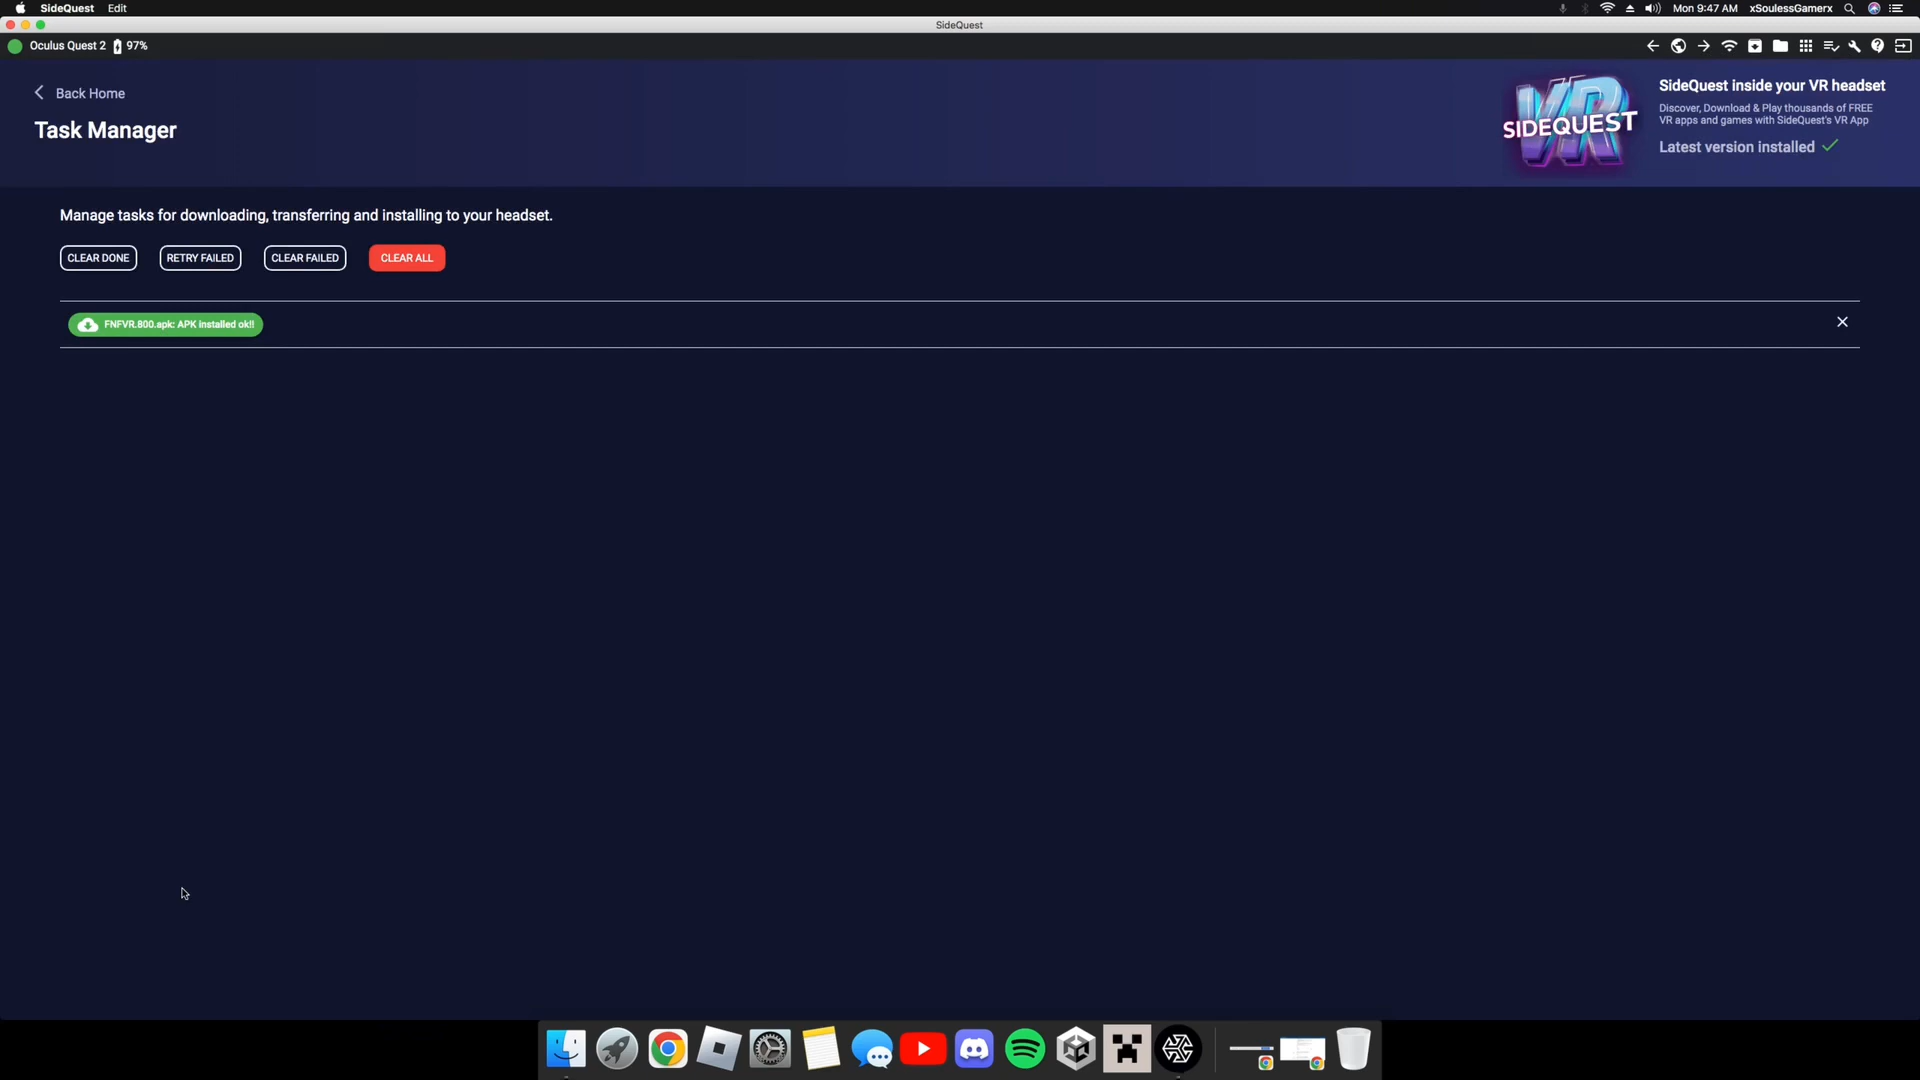 SideQuest Edit
Mon 9:47 AM xSoulessGamerx
SideQuest
Oculus Quest 2 97%
Back Home
Task Manager
VR
SIDEQUEST
SideQuest inside your VR headset
Discover, Download & Play thousands of FREE
VR apps and games with SideQuest's VR App
Latest version installed
Manage tasks for downloading, transferring and installing to your headset.
CLEAR DONE RETRY FAILED CLEAR FAILED CLEAR ALL
FNFVR.800.apk: APK installed ok!!